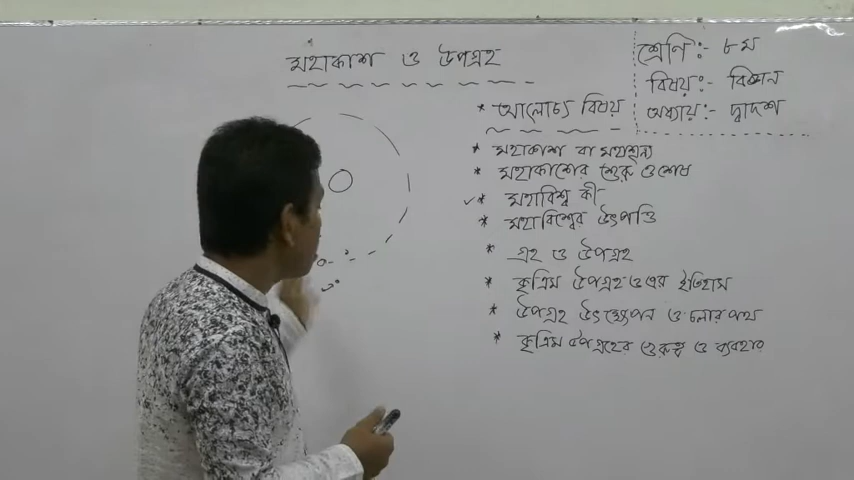 মহাকাশ ও উপগ্রহ
শ্রেণি:- ৮ম
বিষয়:- বিজ্ঞান
অধ্যায়:- দ্বাদশ
* আলোচ্য বিষয়
* মহাকাশ বা মহাশূন্য
* মহাকাশের শুরু ও শেষ
✓* মহাবিশ্ব কী
* মহাবিশ্বের উৎপত্তি
* গ্রহ ও উপগ্রহ
* কৃত্রিম উপগ্রহ ও এর ইতিহাস
* উপগ্রহ উৎক্ষেপন ও চলার পথ
* কৃত্রিম উপগ্রহের গুরুত্ব ও ব্যবহার